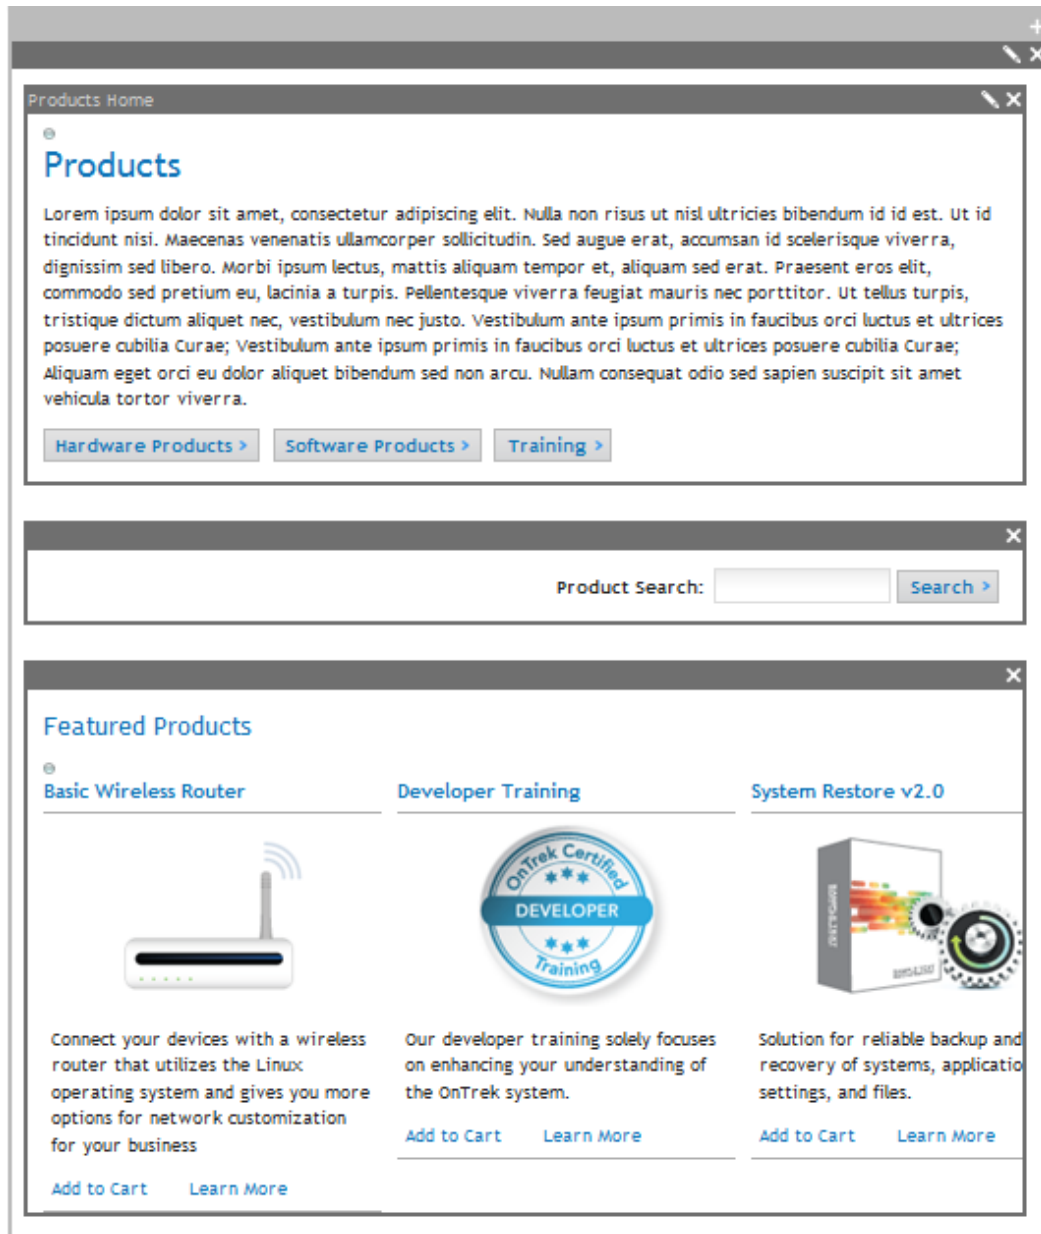 Products Home
Products
Lorem ipsum dolor sit amet, consectetur adipiscing elit. Nulla non risus ut nisl ultricies bibendum id id est. Ut id
tincidunt nisi. Maecenas venenatis ullamcorper sollicitudin. Sed augue erat, accumsan id scelerisque viverra,
dignissim sed libero. Morbi ipsum lectus, mattis aliquam tempor et, aliquam sed erat. Praesent eros elit,
commodo sed pretium eu, lacinia a turpis. Pellentesque viverra feugiat mauris nec porttitor. Ut tellus turpis,
tristique dictum aliquet nec, vestibulum nec justo. Vestibulum ante ipsum primis in faucibus orci luctus et ultrices
posuere cubilia Curae; Vestibulum ante ipsum primis in faucibus orci luctus et ultrices posuere cubilia Curae;
Aliquam eget orci eu dolor aliquet bibendum sed non arcu. Nullam consequat odio sed sapien suscipit sit amet
vehicula tortor viverra.
Hardware Products > Software Products > Training >
Product Search: Search >
Featured Products
Basic Wireless Router
OnTrek Certified
DEVELOPER
Training
Connect your devices with a wireless
router that utilizes the Linux
operating system and gives you more
options for network customization
for your business
Add to Cart Learn More
Developer Training
Our developer training solely focuses
on enhancing your understanding of
the OnTrek system.
Add to Cart Learn More
System Restore v2.0
Solution for reliable backup and
recovery of systems, applicatio
settings, and files.
Add to Cart Learn More